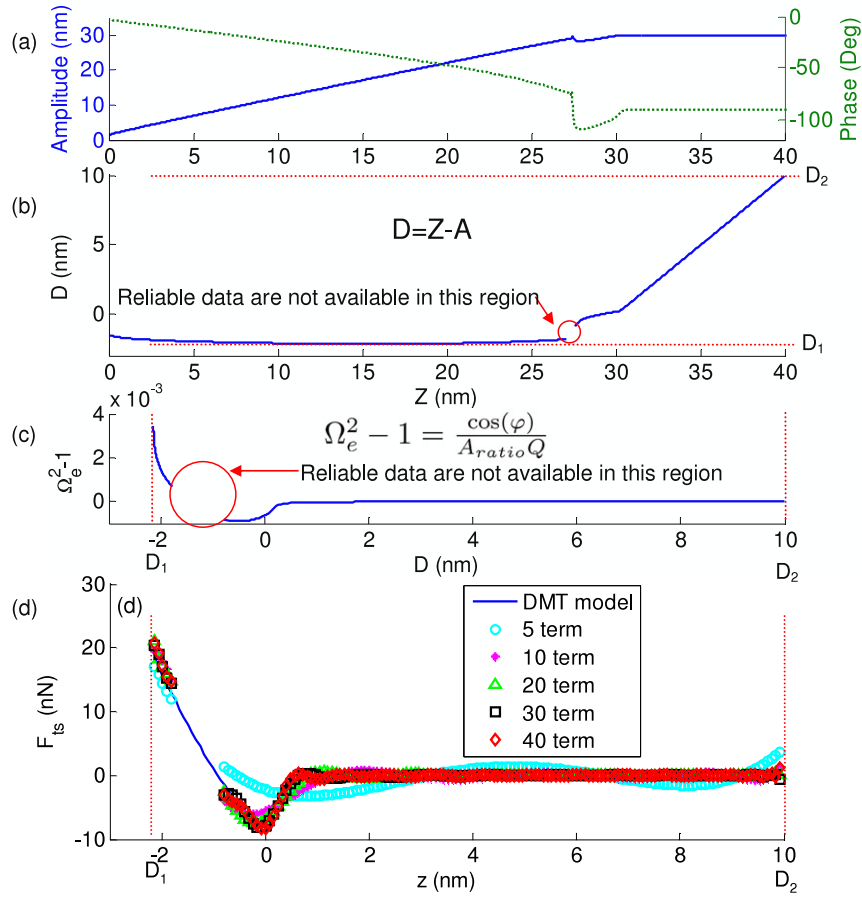 (a)
Amplitude (nm)
30
20
10
0
0
-50
-100
Phase (Deg)
0 5 10 15 20 25 30 35 40
(b)
D (nm)
10
5
0
D=Z-A
D2
D1
Reliable data are not available in this region
0 5 10 15 20 25 30 35 40
Z (nm)
x 10^-3
(c)
Ω_e^2-1
4
2
0
Ω_e^2 − 1 = cos(φ) / A_ratio Q
Reliable data are not available in this region
-2 0 2 4 6 8 10
D1 D (nm) D2
(d)
(d)
F_ts (nN)
30
20
10
0
-10
DMT model
5 term
10 term
20 term
30 term
40 term
-2 0 2 4 6 8 10
D1 z (nm) D2